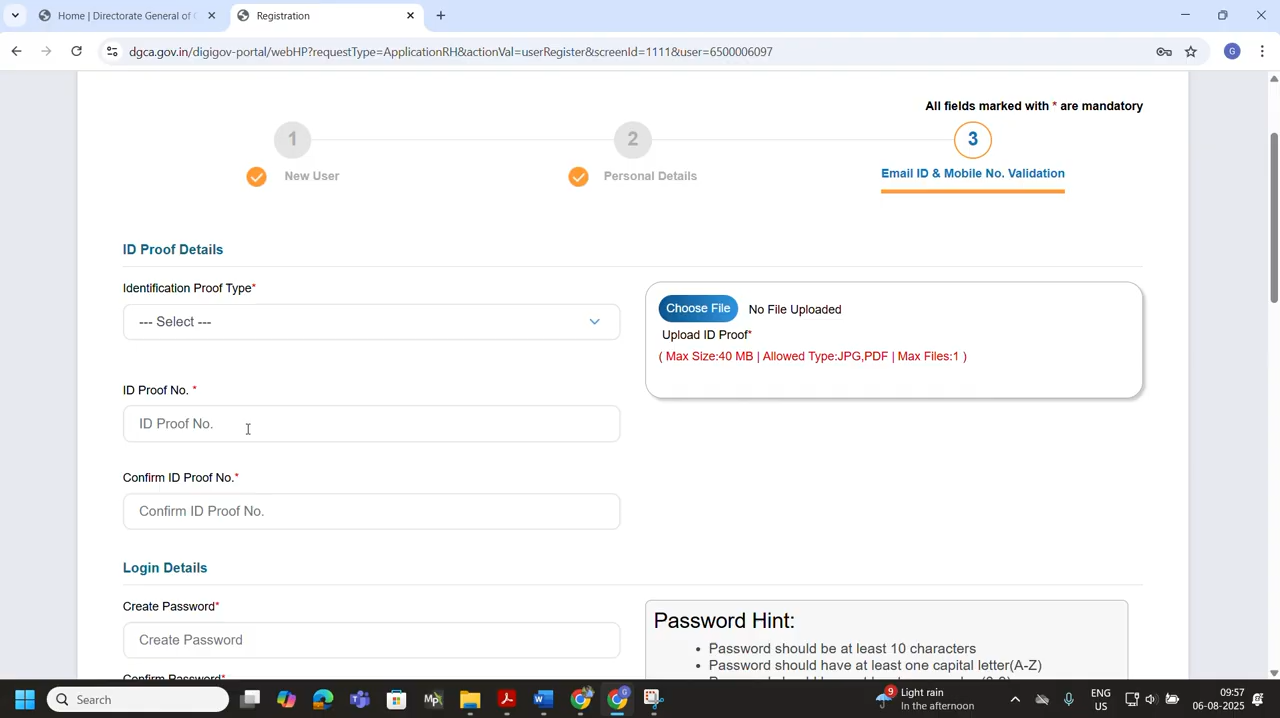 Home | Directorate General of
Registration
dgca.gov.in/digigov-portal/webHP?requestType=ApplicationRH&actionVal=userRegister&screenId=1111&user=6500006097
G
All fields marked with * are mandatory
1
2
3
New User
Personal Details
Email ID & Mobile No. Validation
ID Proof Details
Identification Proof Type*
--- Select ---
Choose File
No File Uploaded
Upload ID Proof*
( Max Size:40 MB | Allowed Type:JPG,PDF | Max Files:1 )
ID Proof No. *
ID Proof No.
Confirm ID Proof No.*
Confirm ID Proof No.
Login Details
Create Password*
Create Password
Password Hint:
• Password should be at least 10 characters
• Password should have at least one capital letter(A-Z)
Confirm Password*
Search
9
Light rain
In the afternoon
ENG
US
09:57
06-08-2025